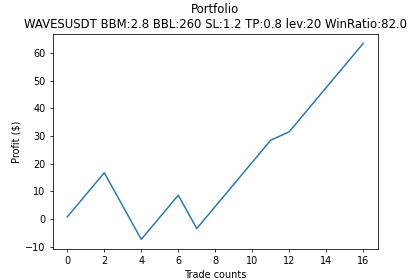 Portfolio
WAVESUSDT BBM:2.8 BBL:260 SL:1.2 TP:0.8 lev:20 WinRatio:82.0
Profit ($)
60
50
40
30
20
10
0
−10
0 2 4 6 8 10 12 14 16
Trade counts